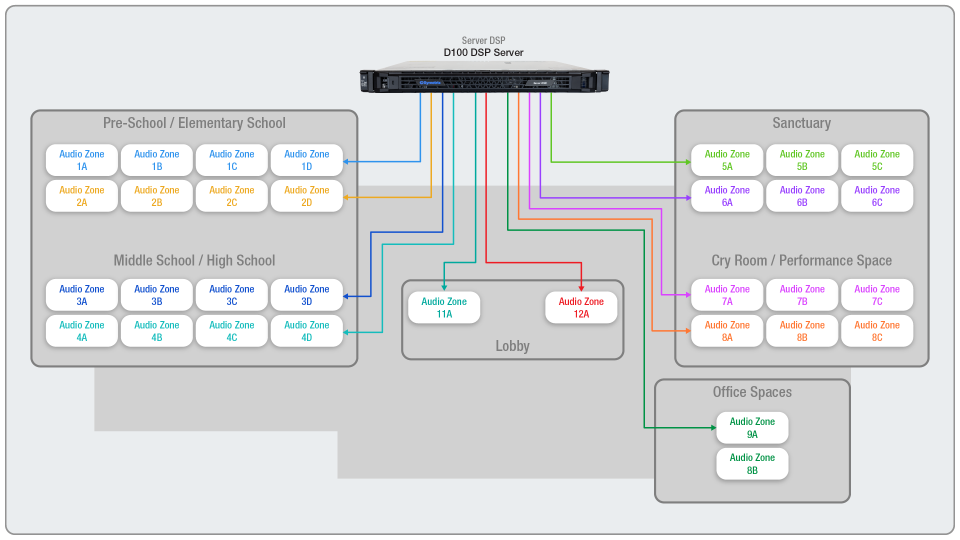 Server DSP
D100 DSP Server
Pre-School / Elementary School
Audio Zone
1A
Audio Zone
1B
Audio Zone
1C
Audio Zone
1D
Audio Zone
2A
Audio Zone
2B
Audio Zone
2C
Audio Zone
2D
Middle School / High School
Audio Zone
3A
Audio Zone
3B
Audio Zone
3C
Audio Zone
3D
Audio Zone
4A
Audio Zone
4B
Audio Zone
4C
Audio Zone
4D
Audio Zone
11A
Audio Zone
12A
Lobby
Sanctuary
Audio Zone
5A
Audio Zone
5B
Audio Zone
5C
Audio Zone
6A
Audio Zone
6B
Audio Zone
6C
Cry Room / Performance Space
Audio Zone
7A
Audio Zone
7B
Audio Zone
7C
Audio Zone
8A
Audio Zone
8B
Audio Zone
8C
Office Spaces
Audio Zone
9A
Audio Zone
8B